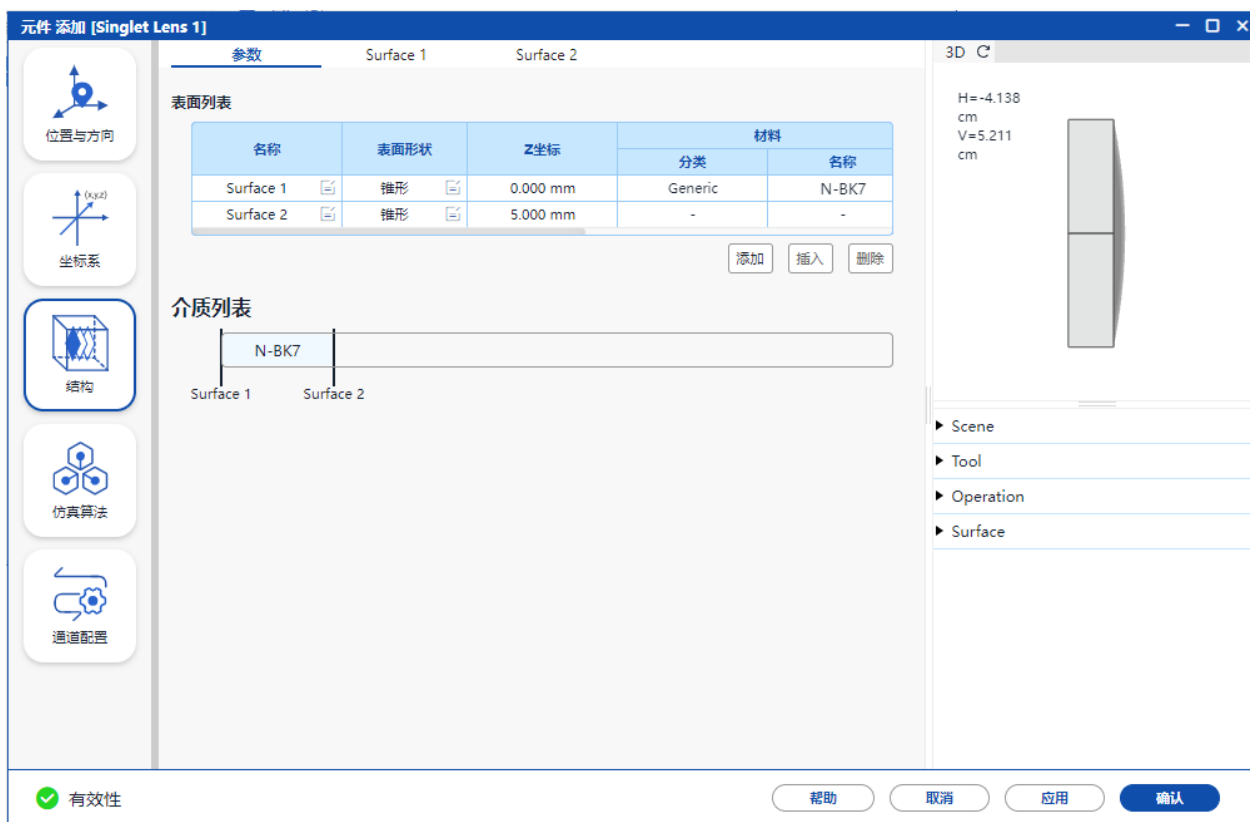 元件 添加 [Singlet Lens 1]
位置与方向
(x,y,z)
坐标系
结构
仿真算法
通道配置
参数 Surface 1 Surface 2
表面列表
名称 表面形状 Z坐标 材料
分类 名称
Surface 1 锥形 0.000 mm Generic N-BK7
Surface 2 锥形 5.000 mm - -
添加 插入 删除
介质列表
N-BK7
Surface 1 Surface 2
3D
H=-4.138
cm
V=5.211
cm
Scene
Tool
Operation
Surface
有效性
帮助 取消 应用 确认